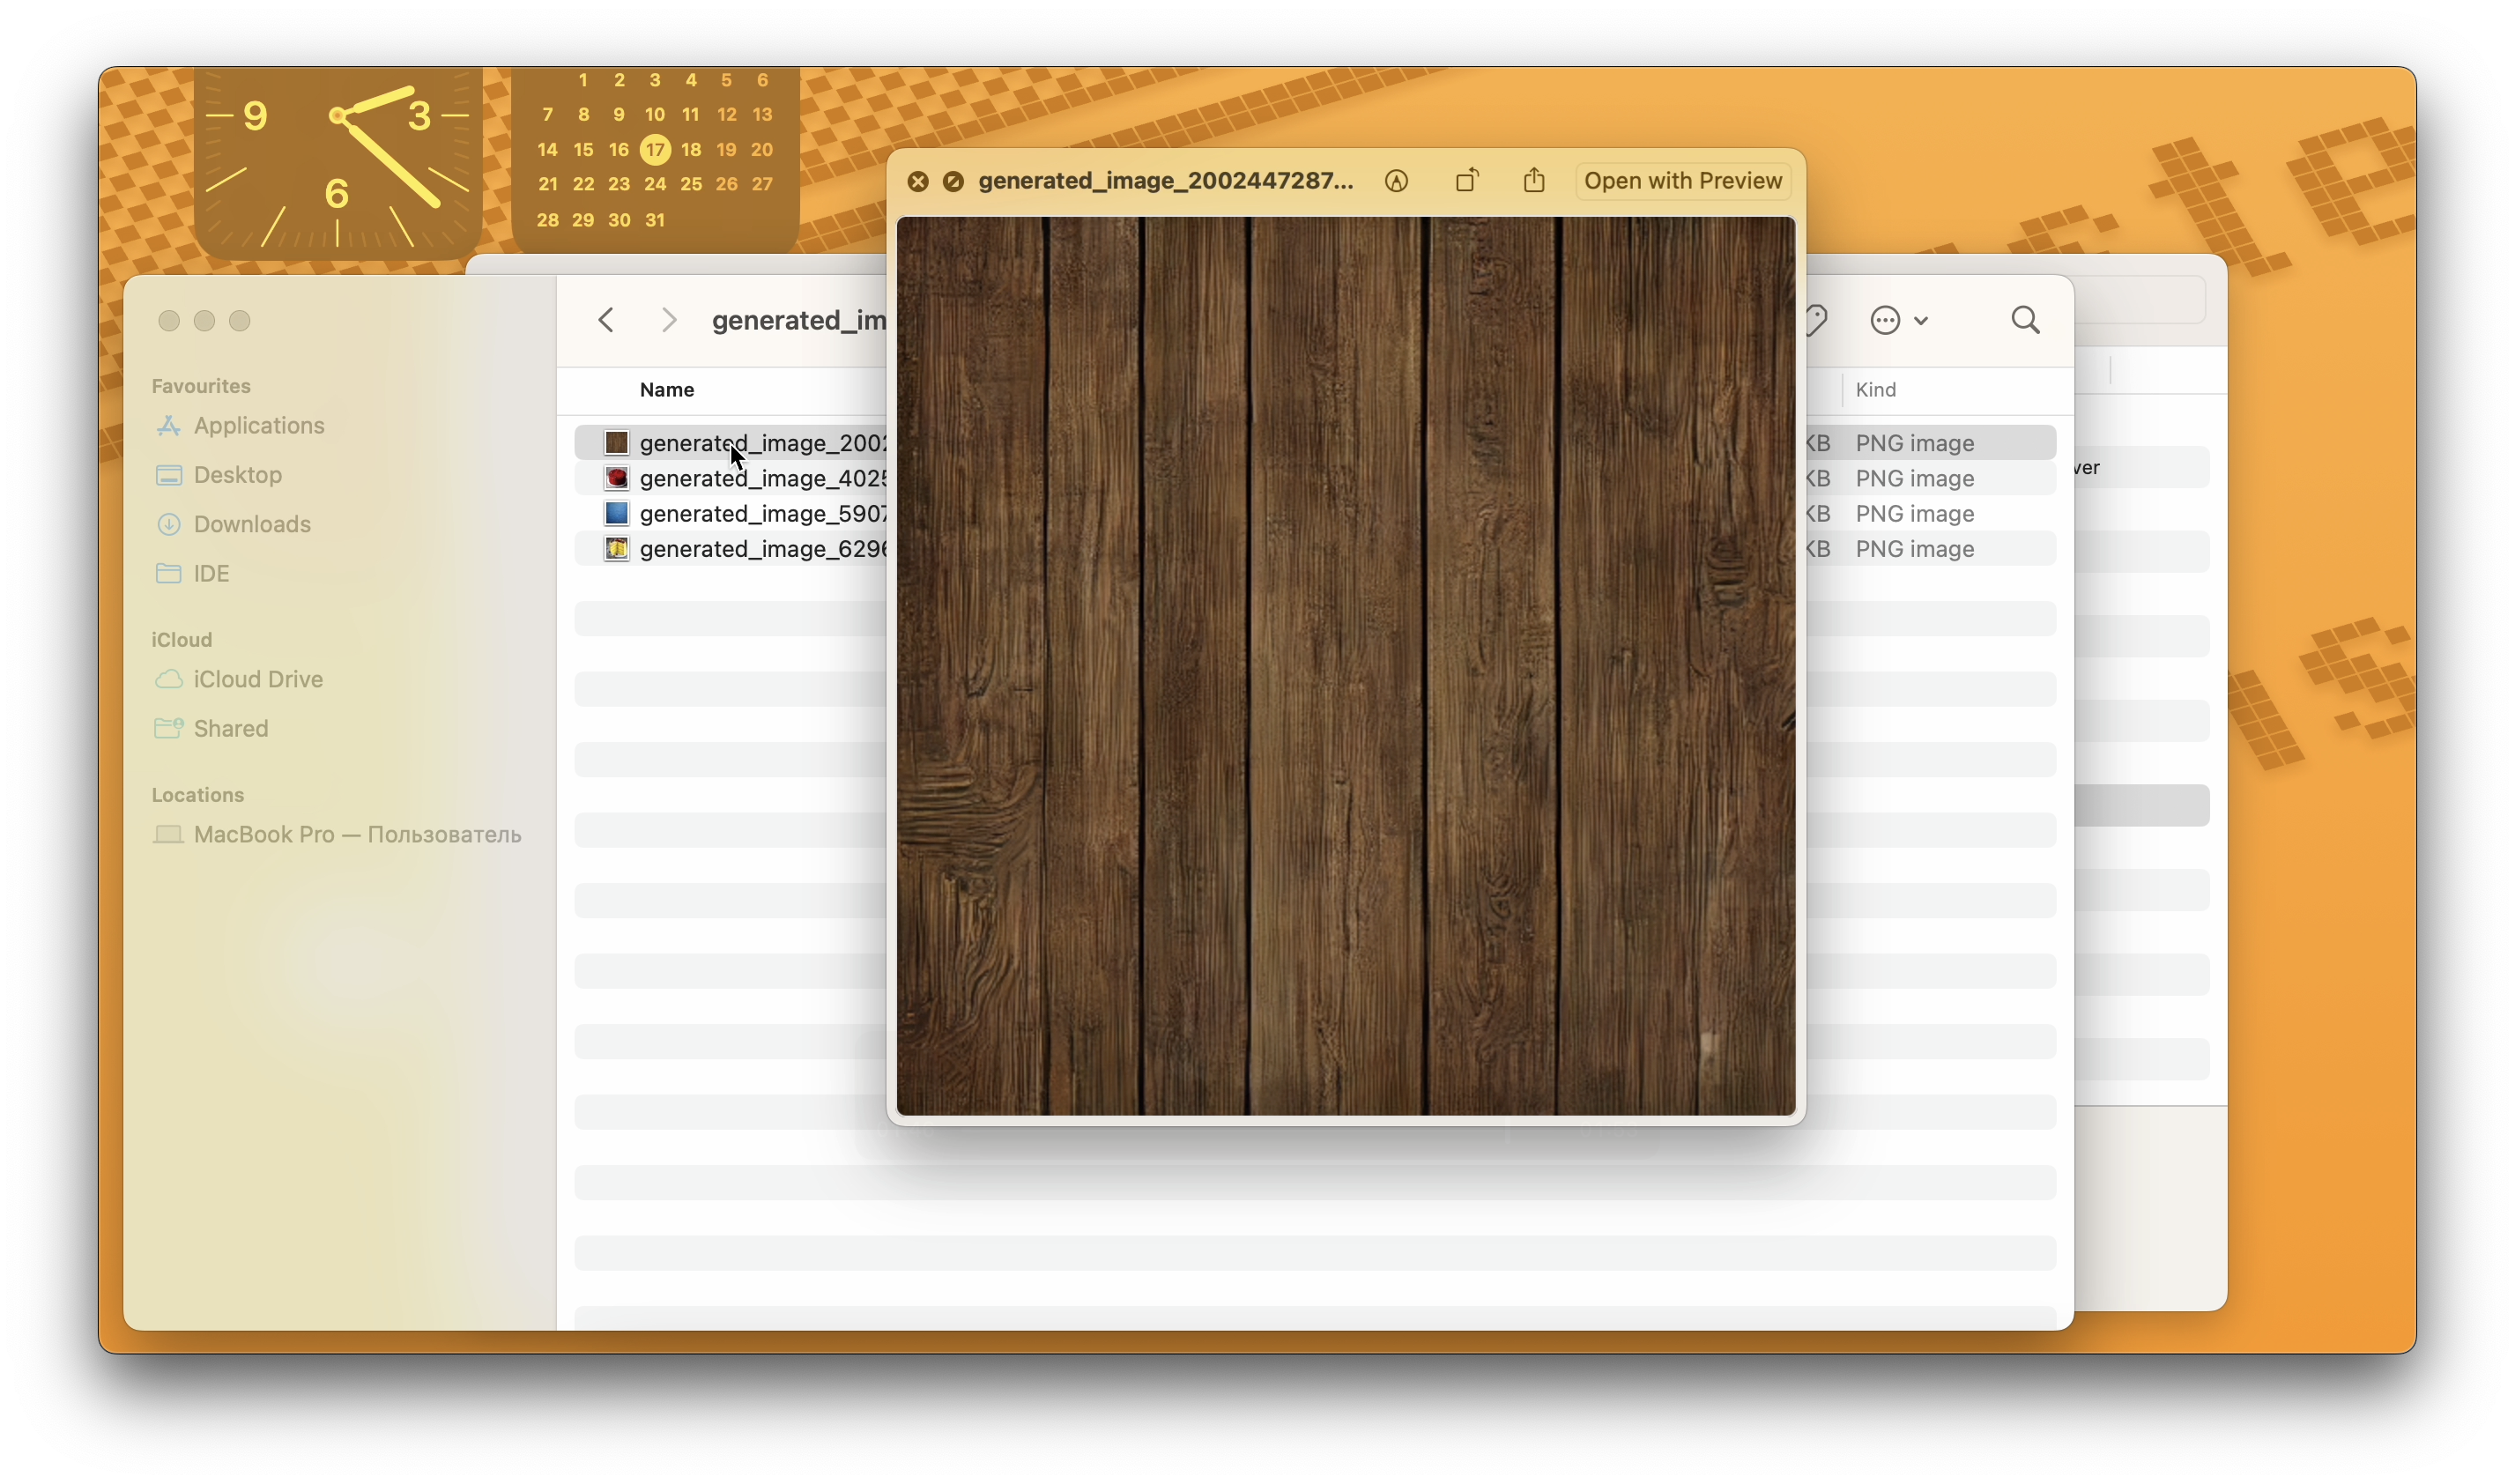 9 3
6
1 2 3 4 5 6
7 8 9 10 11 12 13
14 15 16 17 18 19 20
21 22 23 24 25 26 27
28 29 30 31
generated_image_2002447287...
Open with Preview
generated_im
Favourites
Applications
Desktop
Downloads
IDE
iCloud
iCloud Drive
Shared
Locations
MacBook Pro — Пользователь
Name
Kind
generated_image_2002
KB PNG image
generated_image_4025
KB PNG image
generated_image_5907
KB PNG image
generated_image_6296
KB PNG image
ver